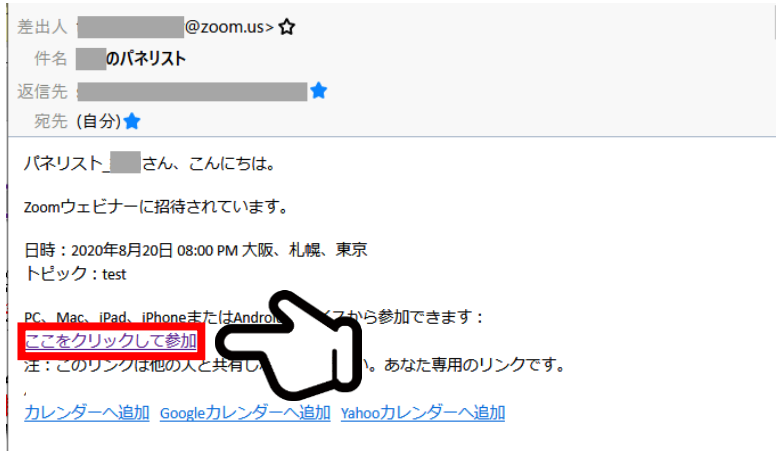 差出人 @zoom.us>
件名 のパネリスト
返信先
宛先 (自分)
パネリスト_ さん、こんにちは。
Zoomウェビナーに招待されています。
日時：2020年8月20日 08:00 PM 大阪、札幌、東京
トピック：test
PC、Mac、iPad、iPhoneまたはAndroid イスから参加できます：
ここをクリックして参加
注：このリンクは他の人と共有し い。あなた専用のリンクです。
カレンダーへ追加 Googleカレンダーへ追加 Yahooカレンダーへ追加